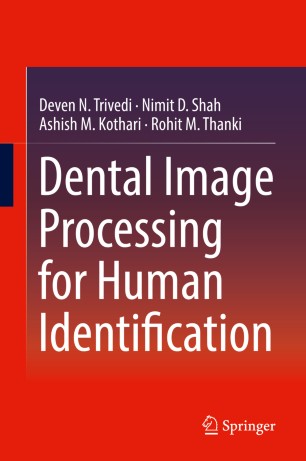 Deven N. Trivedi · Nimit D. Shah
Ashish M. Kothari · Rohit M. Thanki
Dental Image
Processing
for Human
Identification
Springer